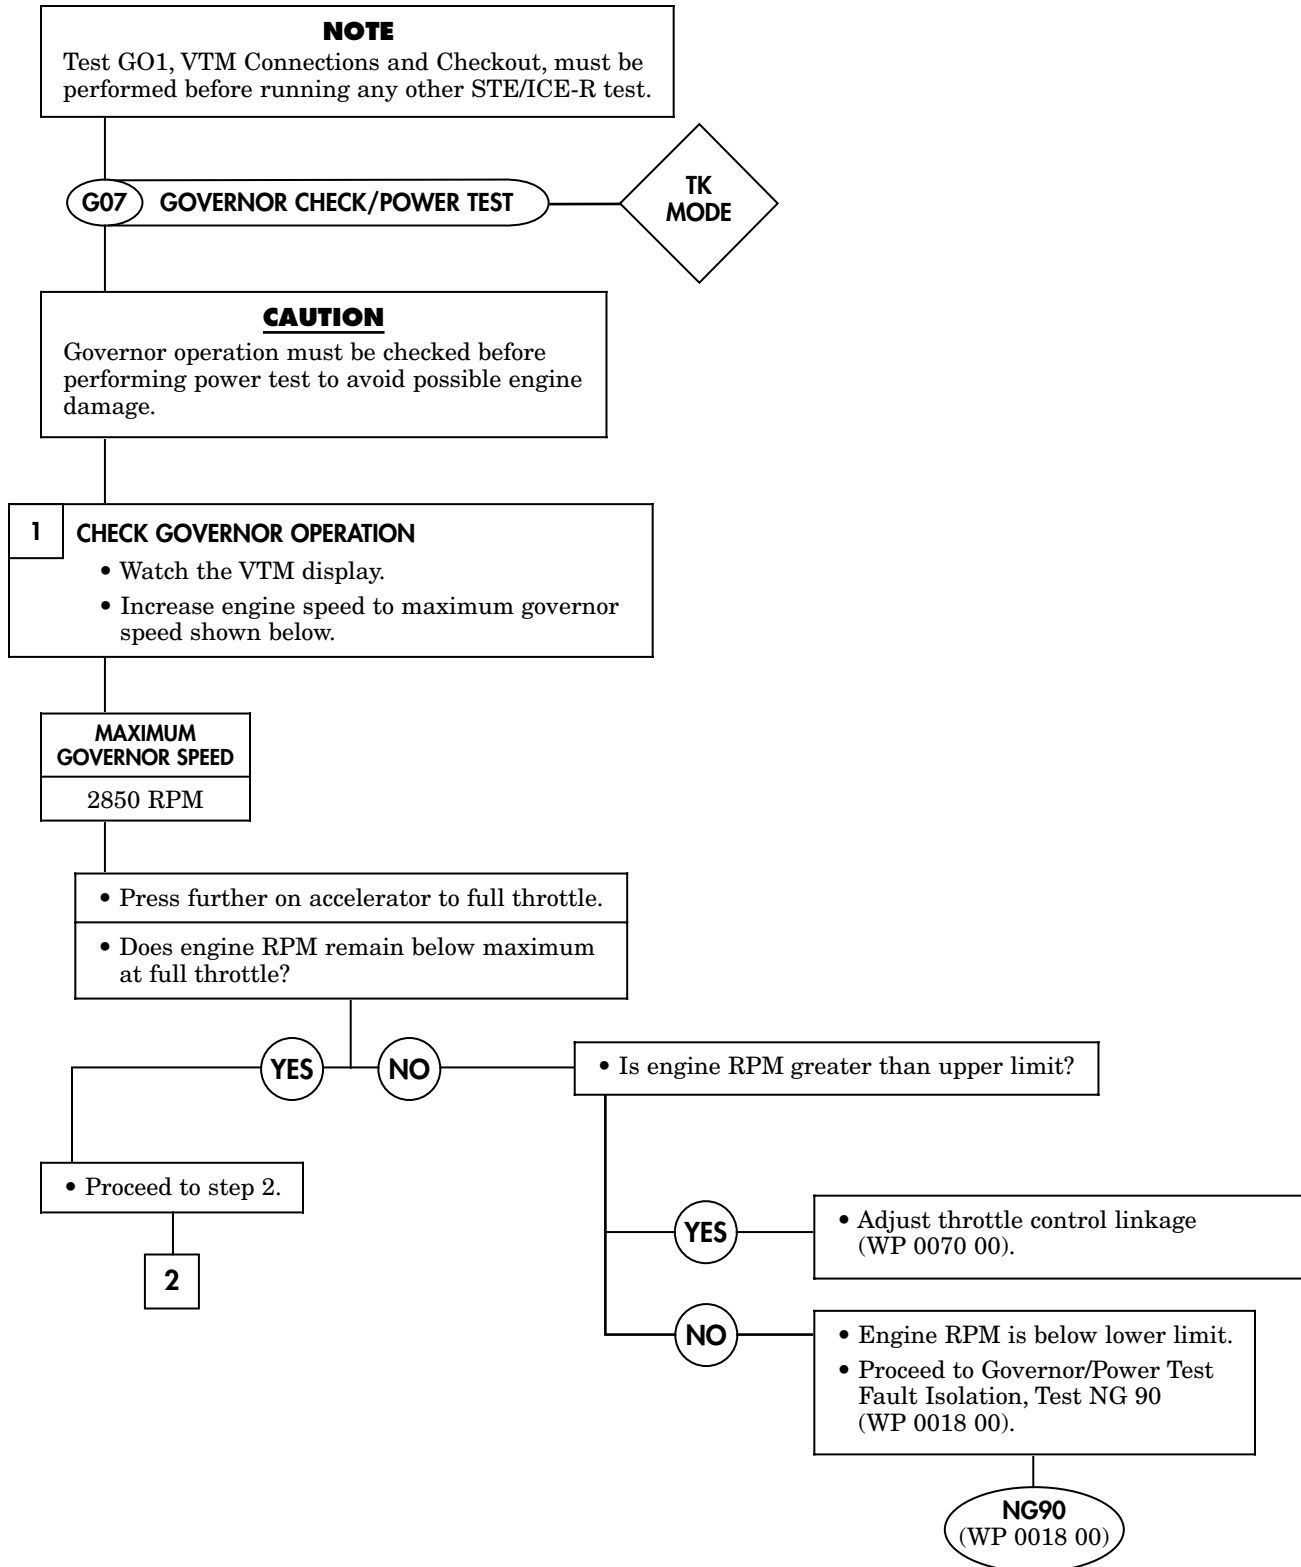 NOTE
Test GO1, VTM Connections and Checkout, must be
performed before running any other STE/ICE-R test.
G07 GOVERNOR CHECK/POWER TEST
TK
MODE
CAUTION
Governor operation must be checked before
performing power test to avoid possible engine
damage.
1 CHECK GOVERNOR OPERATION
• Watch the VTM display.
• Increase engine speed to maximum governor
speed shown below.
MAXIMUM
GOVERNOR SPEED
2850 RPM
• Press further on accelerator to full throttle.
• Does engine RPM remain below maximum
at full throttle?
YES NO
• Is engine RPM greater than upper limit?
• Proceed to step 2.
2
YES
• Adjust throttle control linkage
(WP 0070 00).
NO
• Engine RPM is below lower limit.
• Proceed to Governor/Power Test
Fault Isolation, Test NG 90
(WP 0018 00).
NG90
(WP 0018 00)